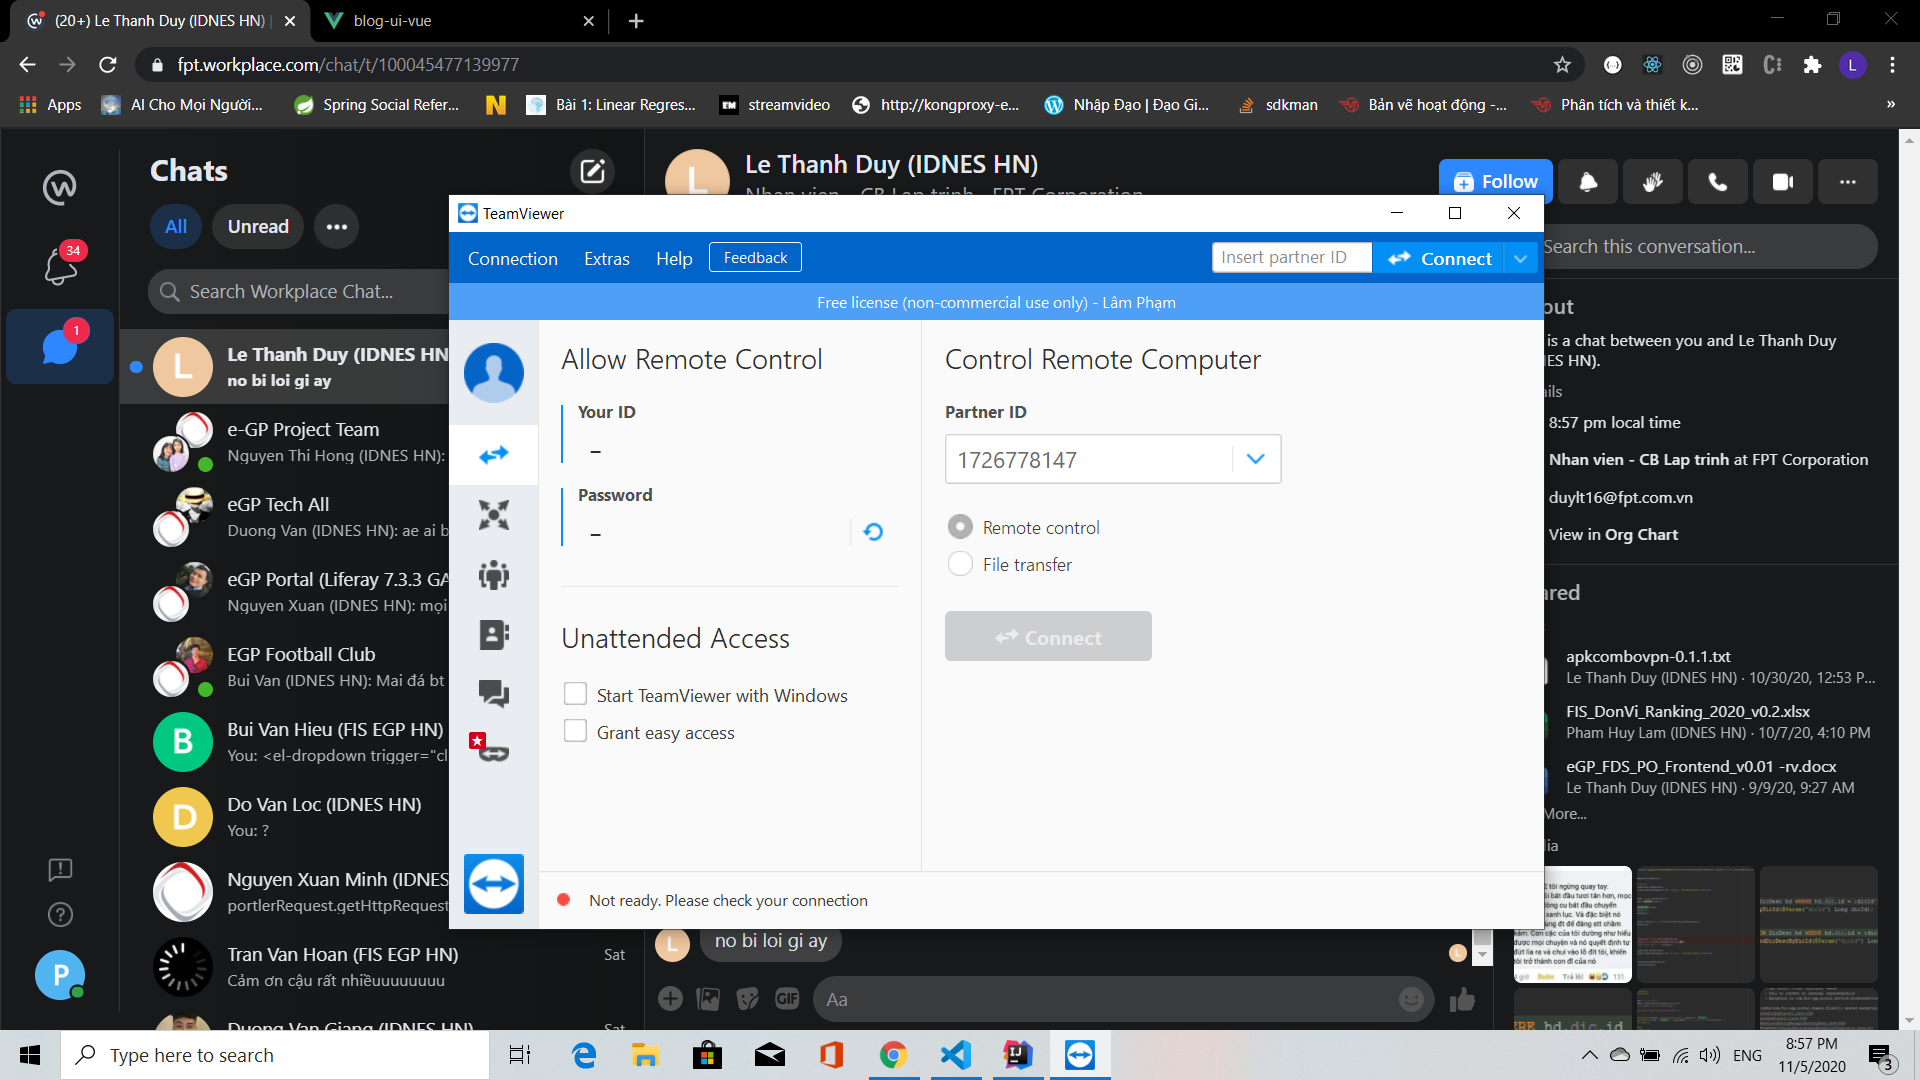 (20+) Le Thanh Duy (IDNES HN) |
blog-ui-vue
fpt.workplace.com/chat/t/100045477139977
Apps
AI Cho Mọi Người...
Spring Social Refer...
Bài 1: Linear Regres...
streamvideo
http://kongproxy-e...
Nhập Đạo | Đạo Gi...
sdkman
Bản vẽ hoạt động -...
Phân tích và thiết k...
»
L
Chats
All
Unread
34
1
Search Workplace Chat...
L
Le Thanh Duy (IDNES HN
no bi loi gi ay
e-GP Project Team
Nguyen Thi Hong (IDNES HN):
eGP Tech All
Duong Van (IDNES HN): ae ai b
eGP Portal (Liferay 7.3.3 GA
Nguyen Xuan (IDNES HN): mọi
EGP Football Club
Bui Van (IDNES HN): Mai đá bt
B
Bui Van Hieu (FIS EGP HN)
You: <el-dropdown trigger="cl
D
Do Van Loc (IDNES HN)
You: ?
Nguyen Xuan Minh (IDNES
portlerRequest.getHttpRequest
Tran Van Hoan (FIS EGP HN)
Sat
Cảm ơn cậu rất nhiềuuuuuuuu
Duong Van Giang (IDNES HN)
Sat
P
L
Le Thanh Duy (IDNES HN)
Nhan vien - CB Lap trinh - FPT Corporation
Follow
TeamViewer
Connection
Extras
Help
Feedback
Insert partner ID
Connect
Free license (non-commercial use only) - Lâm Phạm
Allow Remote Control
Your ID
–
Password
–
Unattended Access
Start TeamViewer with Windows
Grant easy access
Control Remote Computer
Partner ID
1726778147
Remote control
File transfer
Connect
Not ready. Please check your connection
L
no bi loi gi ay
L
GIF
Aa
Search this conversation...
out
is a chat between you and Le Thanh Duy
ES HN).
ils
8:57 pm local time
Nhan vien - CB Lap trinh at FPT Corporation
duylt16@fpt.com.vn
View in Org Chart
ared
apkcombovpn-0.1.1.txt
Le Thanh Duy (IDNES HN) · 10/30/20, 12:53 P...
FIS_DonVi_Ranking_2020_v0.2.xlsx
Pham Huy Lam (IDNES HN) · 10/7/20, 4:10 PM
eGP_FDS_PO_Frontend_v0.01 -rv.docx
Le Thanh Duy (IDNES HN) · 9/9/20, 9:27 AM
More...
ia
ERE hd.dic.id =
Type here to search
ENG
8:57 PM
11/5/2020
3